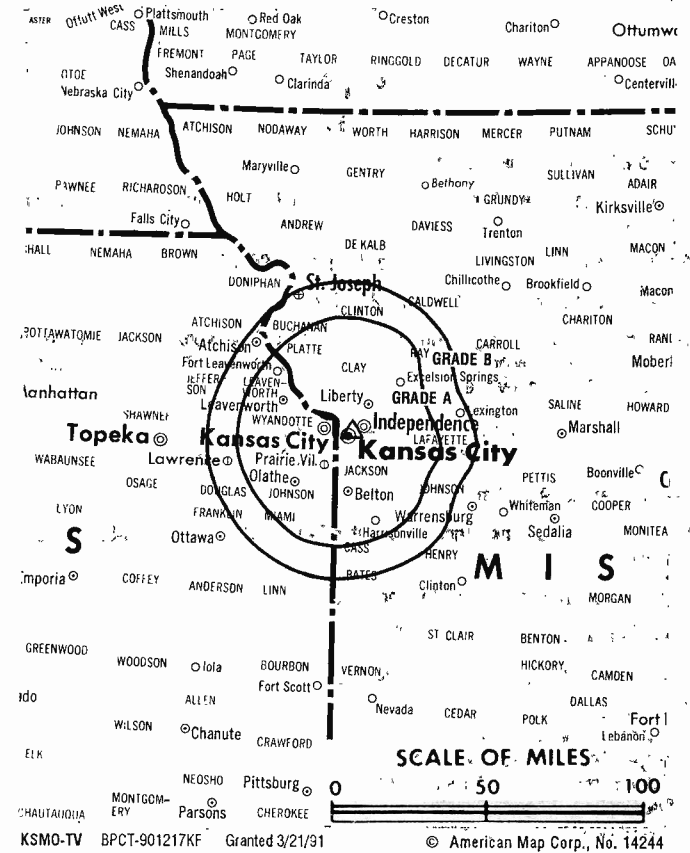 ASTER Offutt West Plattsmouth Red Oak Creston Chariton Ottumw
CASS MILLS MONTGOMERY
FREMONT PAGE TAYLOR RINGGOLD DECATUR WAYNE APPANOOSE
OTOE Shenandoah Clarinda Centervill
Nebraska City
JOHNSON NEMAHA ATCHISON NODAWAY WORTH HARRISON MERCER PUTNAM SCHU
Maryville GENTRY SULLIVAN
PAWNEE RICHARDSON HOLT Bethany GRUNDY ADAIR
Kirksville
Falls City ANDREW DAVIESS Trenton
HALL NEMAHA BROWN DE KALB LINN MACON
LIVINGSTON
DONIPHAN St. Joseph Chillicothe Brookfield Macon
CLINTON CALDWELL
ATCHISON BUCHANAN CHARITON
POTTAWATOMIE JACKSON Atchison PLATTE CARROLL
Fort Leavenworth CLAY RAY GRADE B Moberl
JEFFERSON LEAVENWORTH Excelsior Springs
Manhattan Leavenworth Liberty GRADE A
SHAWNEE WYANDOTTE Independence Lexington SALINE HOWARD
Topeka Kansas City Kansas City LAFAYETTE Marshall
WABAUNSEE Lawrence Prairie Vil. JACKSON Boonville
OSAGE Olathe PETTIS
DOUGLAS JOHNSON Belton JOHNSON Whiteman COOPER
LYON FRANKLIN MIAMI Warrensburg
S Ottawa Harrisonville Sedalia MONITEA
CASS HENRY
Emporia COFFEY ANDERSON LINN BATES Clinton M I S
MORGAN
ST CLAIR BENTON
GREENWOOD WOODSON Iola BOURBON VERNON HICKORY CAMDEN
Fort Scott
ado ALLEN Nevada CEDAR POLK DALLAS
WILSON Chanute Fort
CRAWFORD Lebanon
ELK
SCALE OF MILES
NEOSHO Pittsburg 0 50 100
MONTGOMERY
CHAUTAUQUA Parsons CHEROKEE
KSMO-TV BPCT-901217KF Granted 3/21/91 © American Map Corp., No. 14244